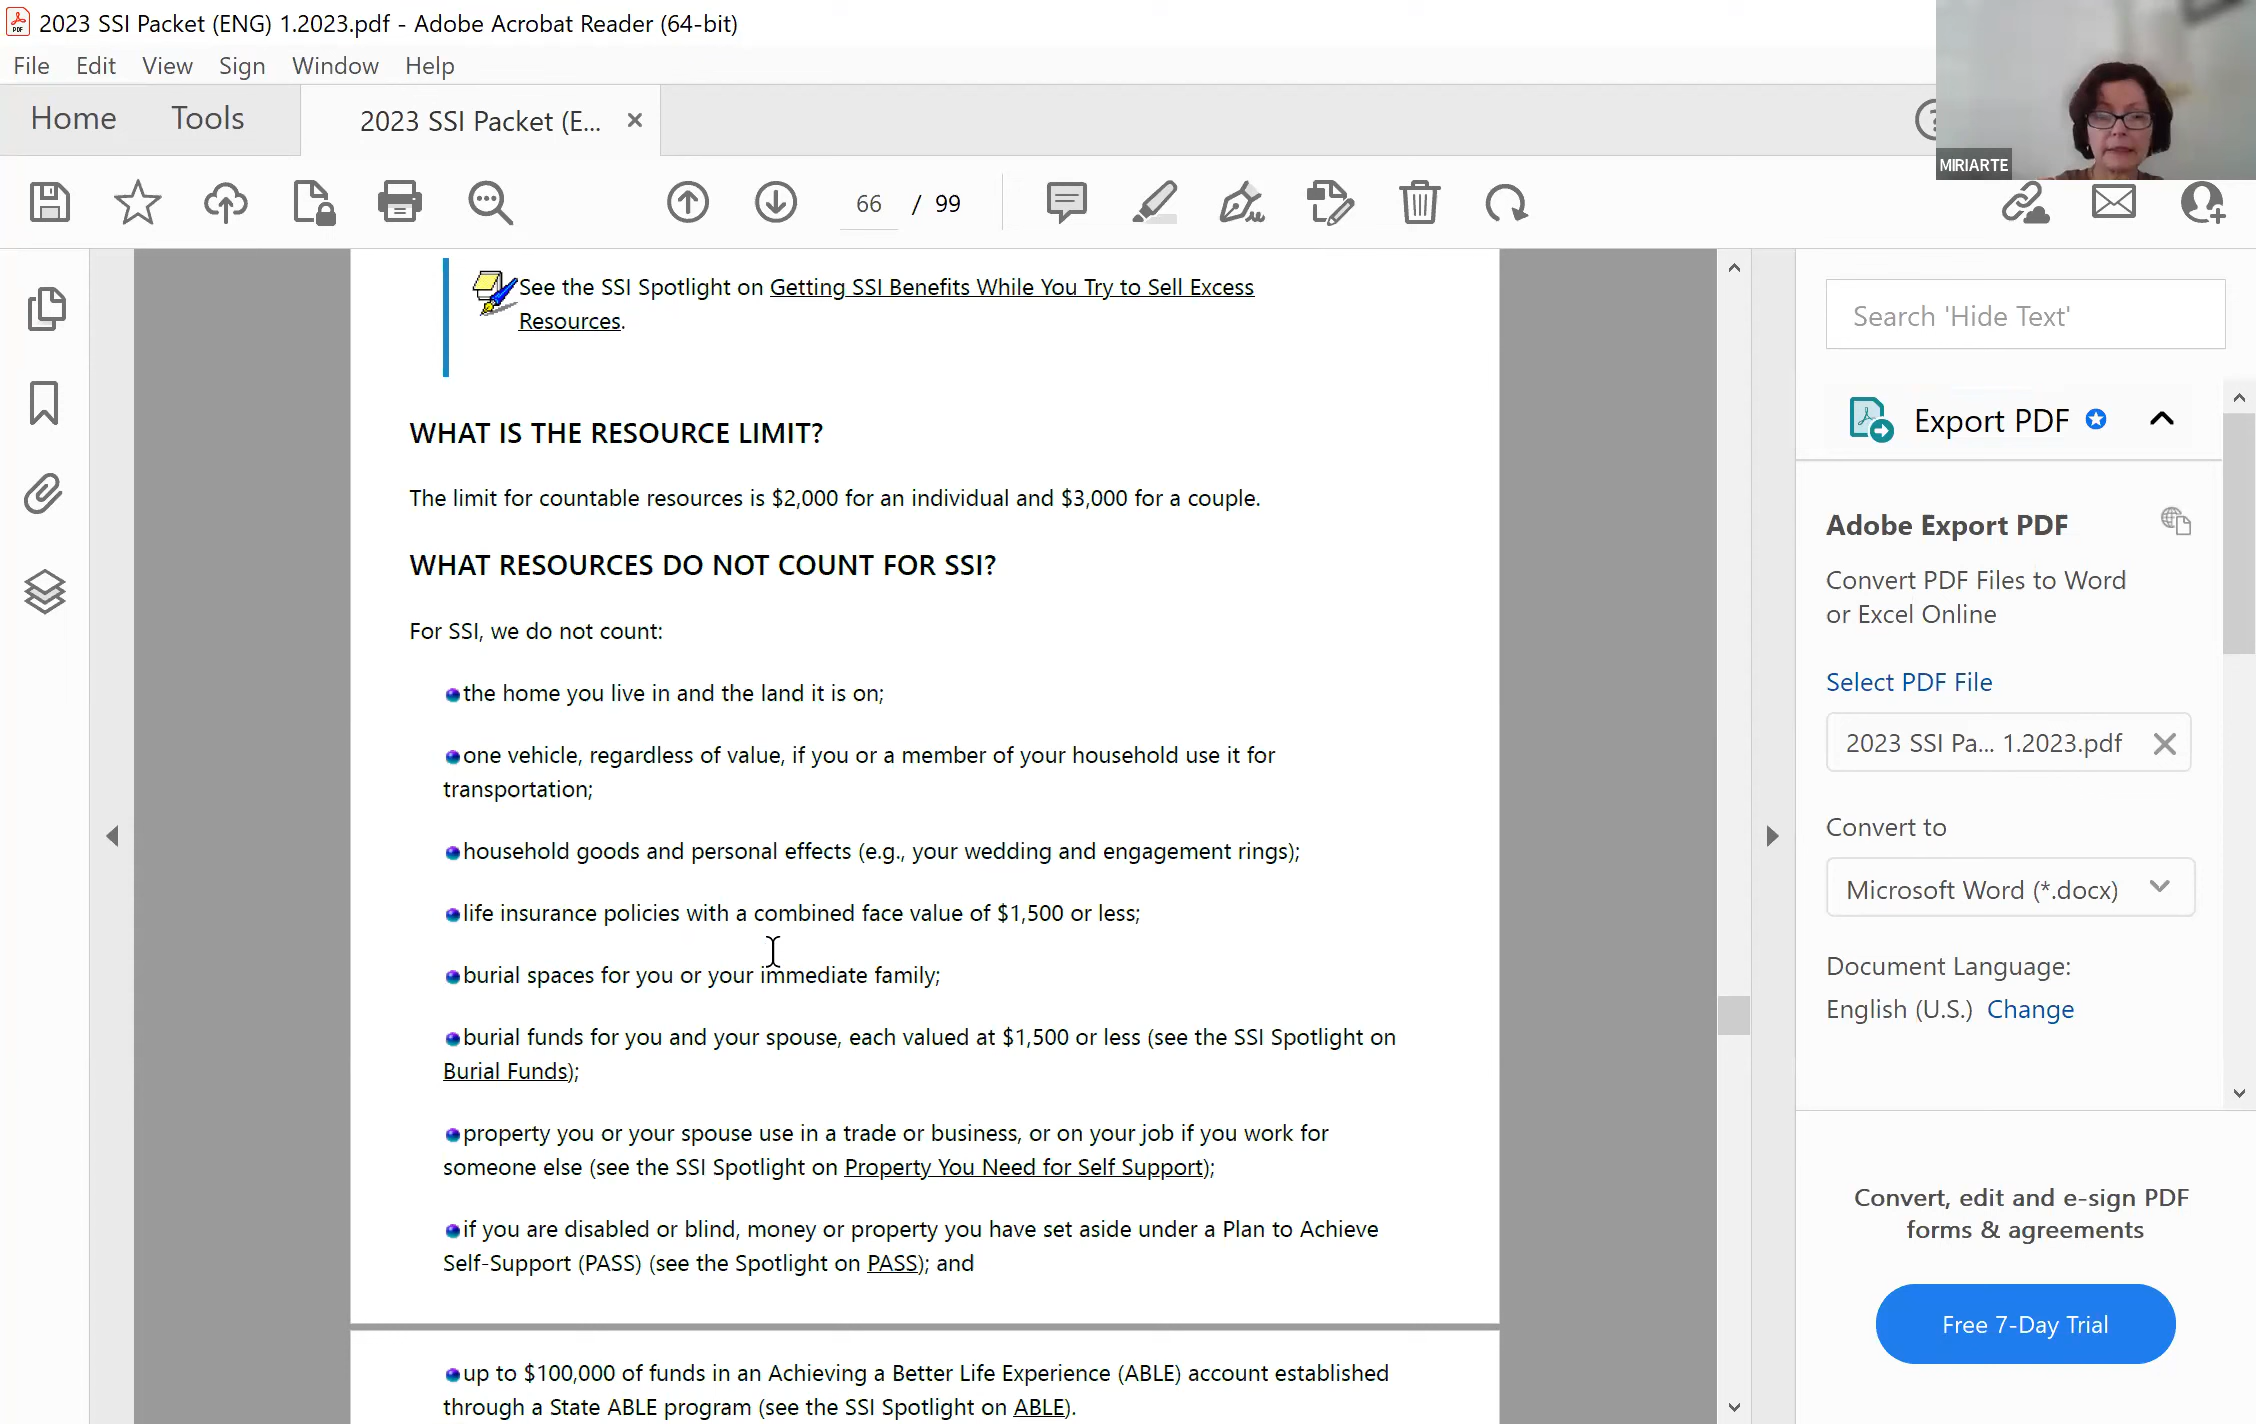 2023 SSI Packet (ENG) 1.2023.pdf - Adobe Acrobat Reader (64-bit)
File Edit View Sign Window Help
Home Tools 2023 SSI Packet (E...
MIRIARTE
66 / 99
See the SSI Spotlight on Getting SSI Benefits While You Try to Sell Excess
Resources.
WHAT IS THE RESOURCE LIMIT?
The limit for countable resources is $2,000 for an individual and $3,000 for a couple.
WHAT RESOURCES DO NOT COUNT FOR SSI?
For SSI, we do not count:
the home you live in and the land it is on;
one vehicle, regardless of value, if you or a member of your household use it for
transportation;
household goods and personal effects (e.g., your wedding and engagement rings);
life insurance policies with a combined face value of $1,500 or less;
burial spaces for you or your immediate family;
burial funds for you and your spouse, each valued at $1,500 or less (see the SSI Spotlight on
Burial Funds);
property you or your spouse use in a trade or business, or on your job if you work for
someone else (see the SSI Spotlight on Property You Need for Self Support);
if you are disabled or blind, money or property you have set aside under a Plan to Achieve
Self-Support (PASS) (see the Spotlight on PASS); and
up to $100,000 of funds in an Achieving a Better Life Experience (ABLE) account established
through a State ABLE program (see the SSI Spotlight on ABLE).
Search 'Hide Text'
Export PDF
Adobe Export PDF
Convert PDF Files to Word
or Excel Online
Select PDF File
2023 SSI Pa... 1.2023.pdf
Convert to
Microsoft Word (*.docx)
Document Language:
English (U.S.) Change
Convert, edit and e-sign PDF
forms & agreements
Free 7-Day Trial